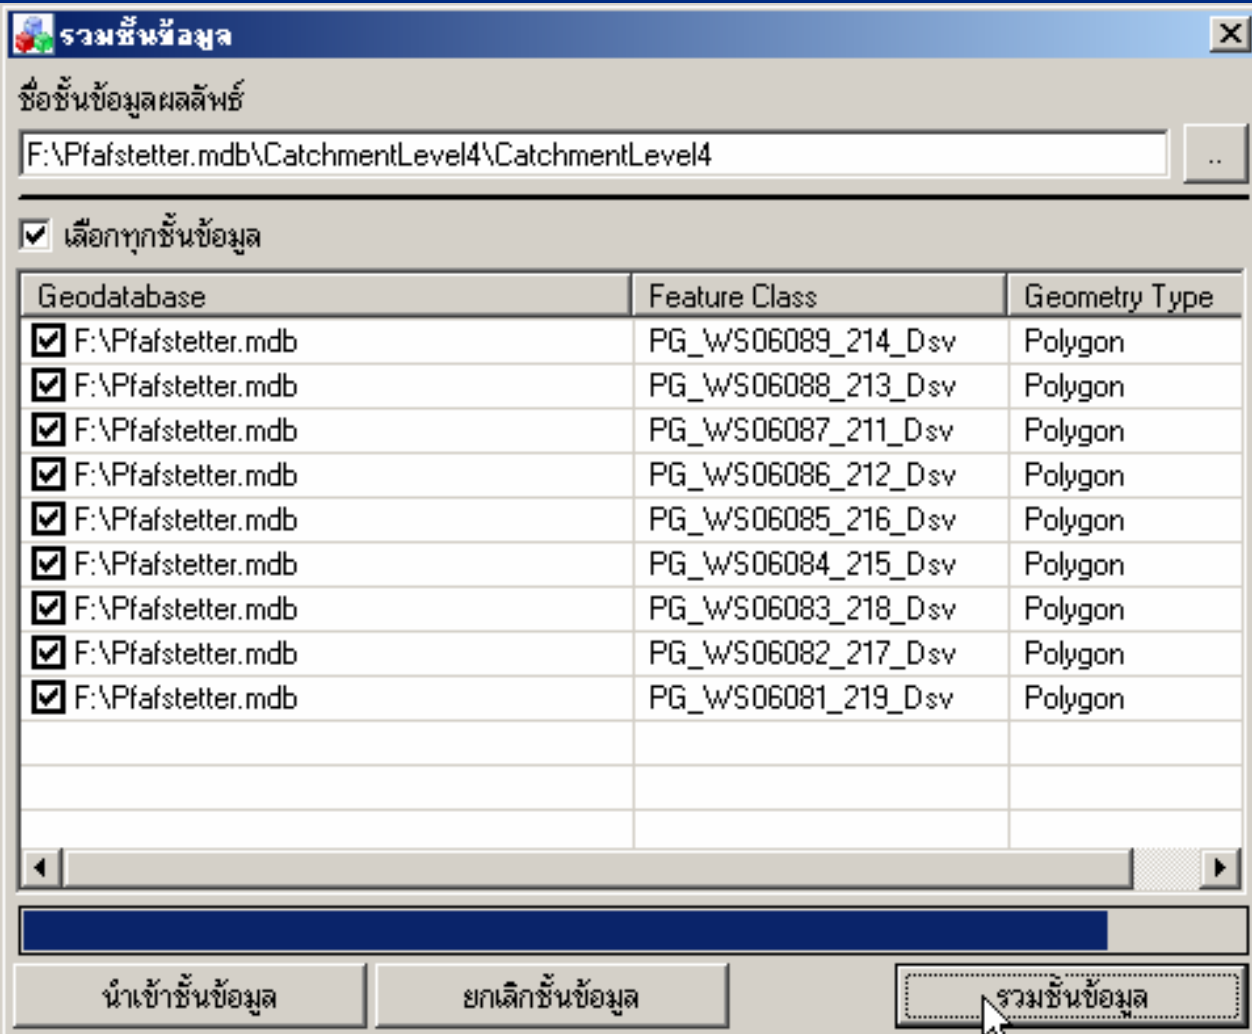 รวมชั้นข้อมูล
ชื่อชั้นข้อมูลผลลัพธ์
F:\Pfafstetter.mdb\CatchmentLevel4\CatchmentLevel4 ..
เลือกทุกชั้นข้อมูล
Geodatabase Feature Class Geometry Type
F:\Pfafstetter.mdb PG_WS06089_214_Dsv Polygon
F:\Pfafstetter.mdb PG_WS06088_213_Dsv Polygon
F:\Pfafstetter.mdb PG_WS06087_211_Dsv Polygon
F:\Pfafstetter.mdb PG_WS06086_212_Dsv Polygon
F:\Pfafstetter.mdb PG_WS06085_216_Dsv Polygon
F:\Pfafstetter.mdb PG_WS06084_215_Dsv Polygon
F:\Pfafstetter.mdb PG_WS06083_218_Dsv Polygon
F:\Pfafstetter.mdb PG_WS06082_217_Dsv Polygon
F:\Pfafstetter.mdb PG_WS06081_219_Dsv Polygon
นำเข้าชั้นข้อมูล ยกเลิกชั้นข้อมูล รวมชั้นข้อมูล